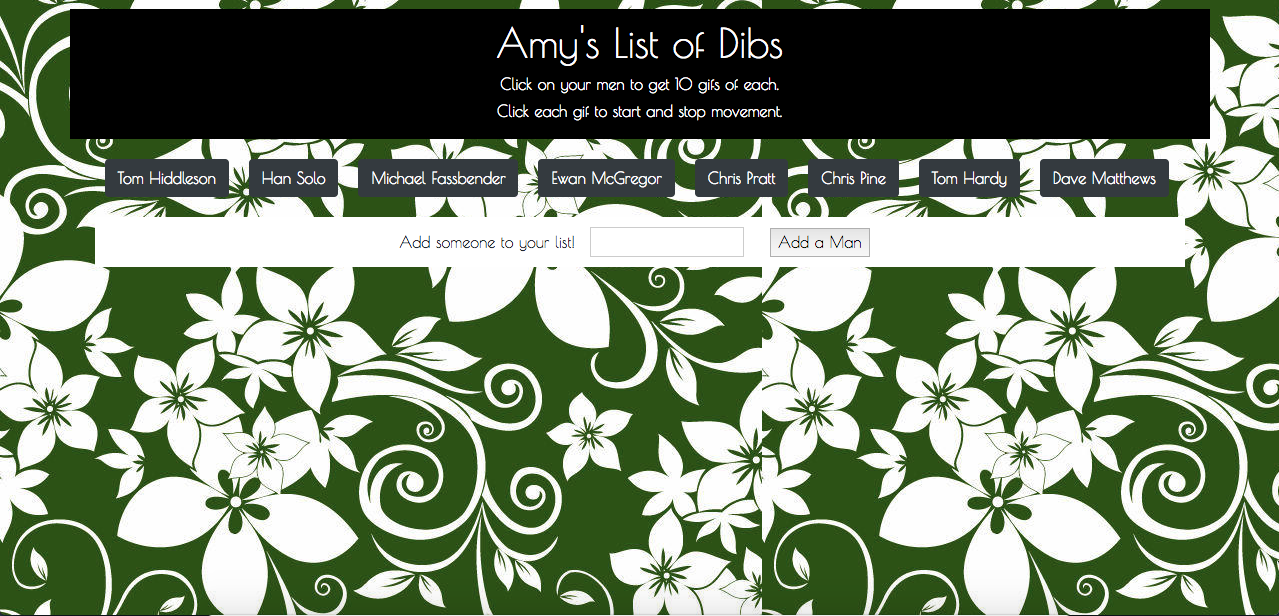 Amy's List of Dibs
Click on your men to get 10 gifs of each.
Click each gif to start and stop movement.
Tom Hiddleson Han Solo Michael Fassbender Ewan McGregor Chris Pratt Chris Pine Tom Hardy Dave Matthews
Add someone to your list! Add a Man